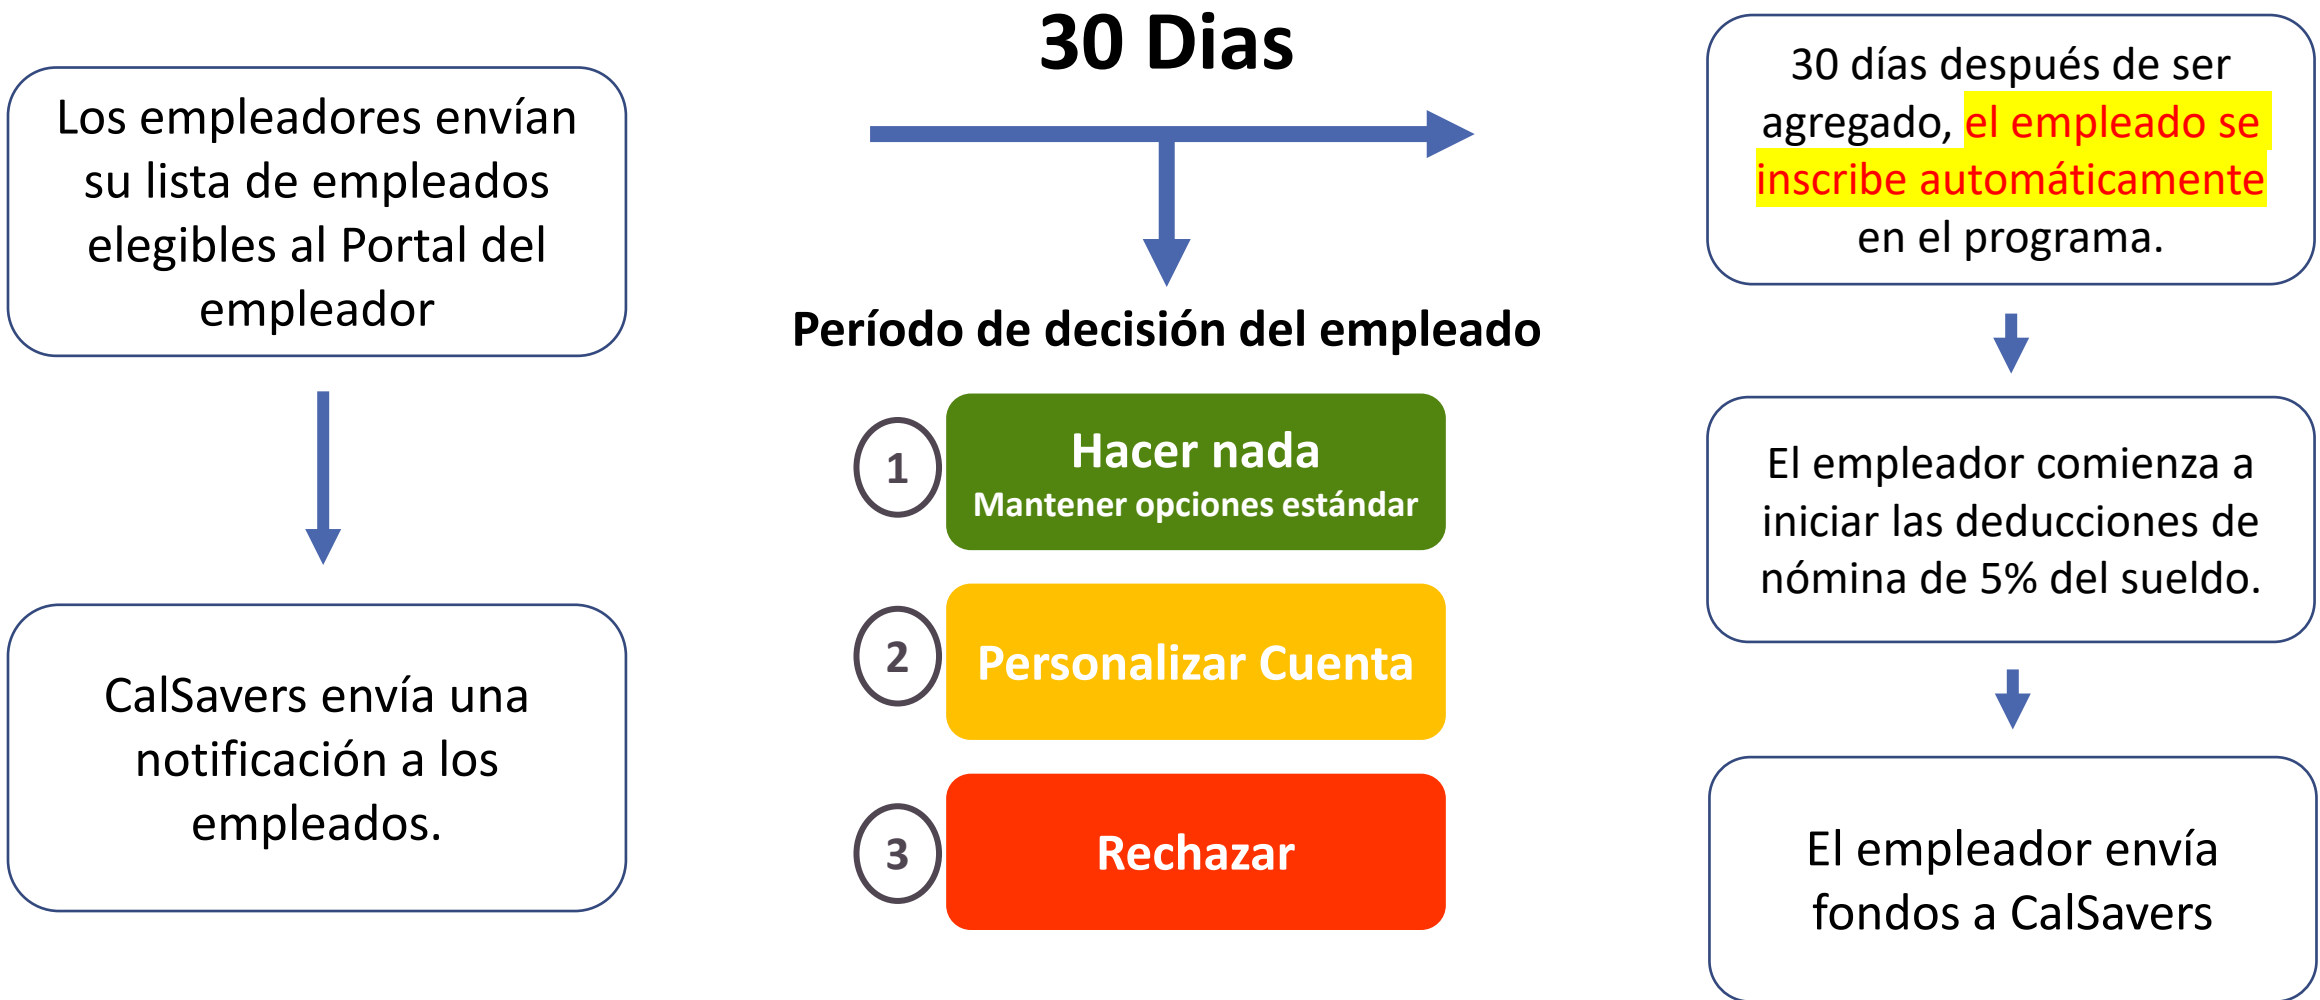 Los empleadores envían
su lista de empleados
elegibles al Portal del
empleador
CalSavers envía una
notificación a los
empleados.
30 Dias
Período de decisión del empleado
1
Hacer nada
Mantener opciones estándar
2
Personalizar Cuenta
3
Rechazar
30 días después de ser
agregado, el empleado se
inscribe automáticamente
en el programa.
El empleador comienza a
iniciar las deducciones de
nómina de 5% del sueldo.
El empleador envía
fondos a CalSavers